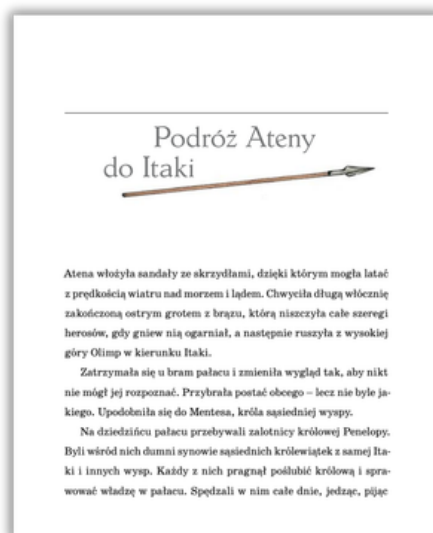 Podróż Ateny
do Itaki
Atena włożyła sandały ze skrzydłami, dzięki którym mogła latać
z prędkością wiatru nad morzem i lądem. Chwyciła długą włócznię
zakończoną ostrym grotem z brązu, którą niszczyła całe szeregi
herosów, gdy gniew nią ogarniał, a następnie ruszyła z wysokiej
góry Olimp w kierunku Itaki.
Zatrzymała się u bram pałacu i zmieniła wygląd tak, aby nikt
nie mógł jej rozpoznać. Przybrała postać obcego – lecz nie byle ja-
kiego. Upodobniła się do Mentesa, króla sąsiedniej wyspy.
Na dziedzińcu pałacu przebywali zalotnicy królowej Penelopy.
Byli wśród nich dumni synowie sąsiednich królewiątek z samej Ita-
ki i innych wysp. Każdy z nich pragnął poślubić królową i spra-
wować władzę w pałacu. Spędzali w nim całe dnie, jedząc, pijąc